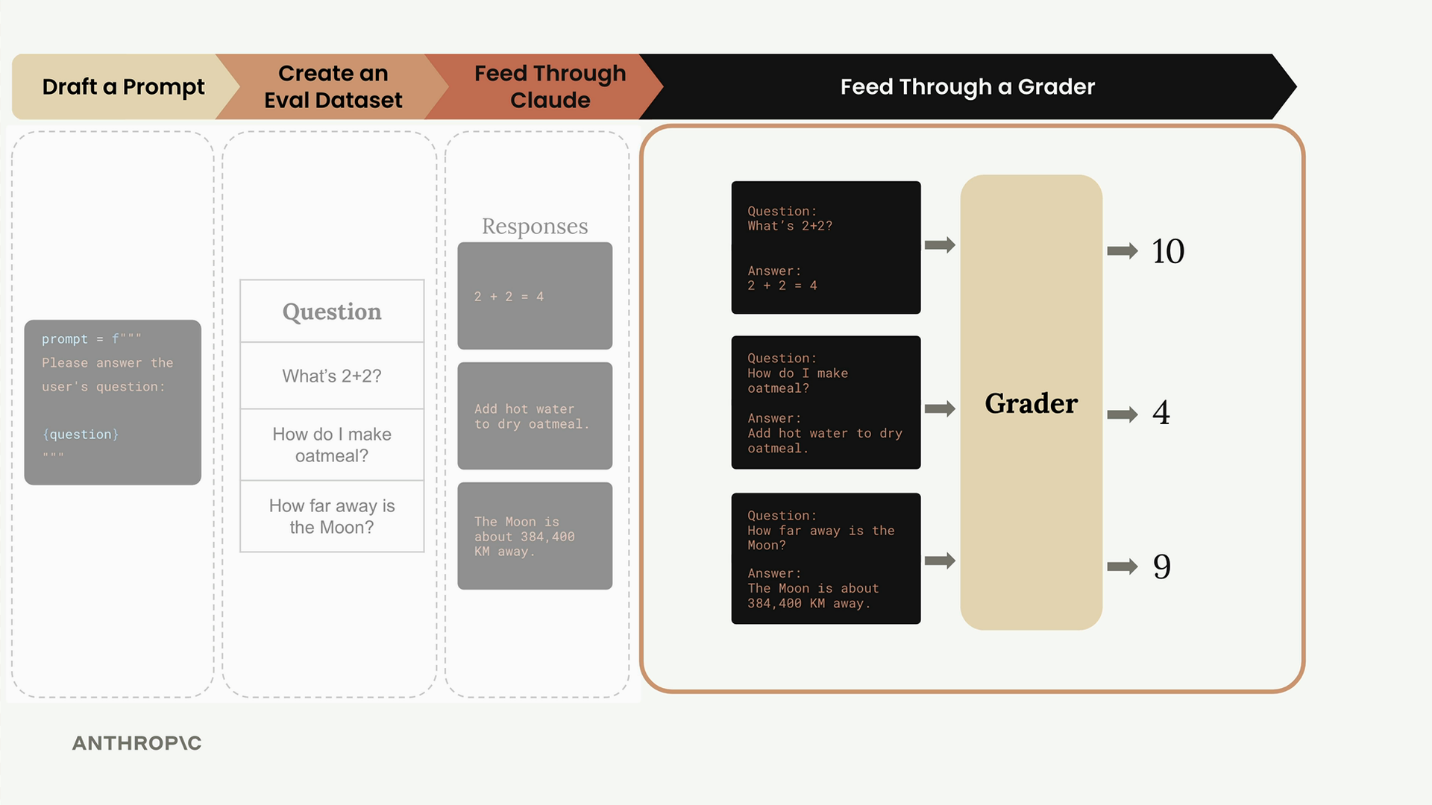 Draft a Prompt
Create an
Eval Dataset
Feed Through
Claude
Feed Through a Grader
prompt = f"""
Please answer the
user's question:
{question}
"""
Question
What's 2+2?
How do I make
oatmeal?
How far away is
the Moon?
Responses
2 + 2 = 4
Add hot water
to dry oatmeal.
The Moon is
about 384,400
KM away.
Question:
What's 2+2?
Answer:
2 + 2 = 4
Question:
How do I make
oatmeal?
Answer:
Add hot water to dry
oatmeal.
Question:
How far away is the
Moon?
Answer:
The Moon is about
384,400 KM away.
Grader
10
4
9
ANTHROP\C